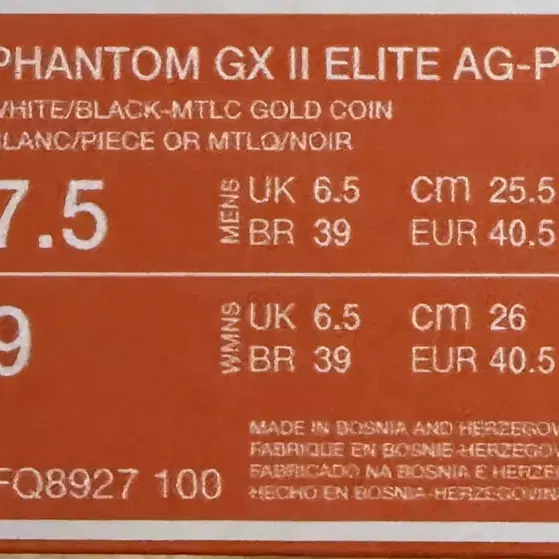 PHANTOM GX II ELITE AG-P
WHITE/BLACK-MTLC GOLD COIN
BLANC/PIECE OR MTLQ/NOIR
7.5 MENS UK 6.5 cm 25.5
BR 39 EUR 40.5
9 WMNS UK 6.5 cm 26
BR 39 EUR 40.5
MADE IN BOSNIA AND HERZEGOV
FABRIQUE EN BOSNIE-HERZEGOV
FABRICADO NA BOSNIA E HERZE
HECHO EN BOSNIA-HERZEGOVINA
FQ8927 100